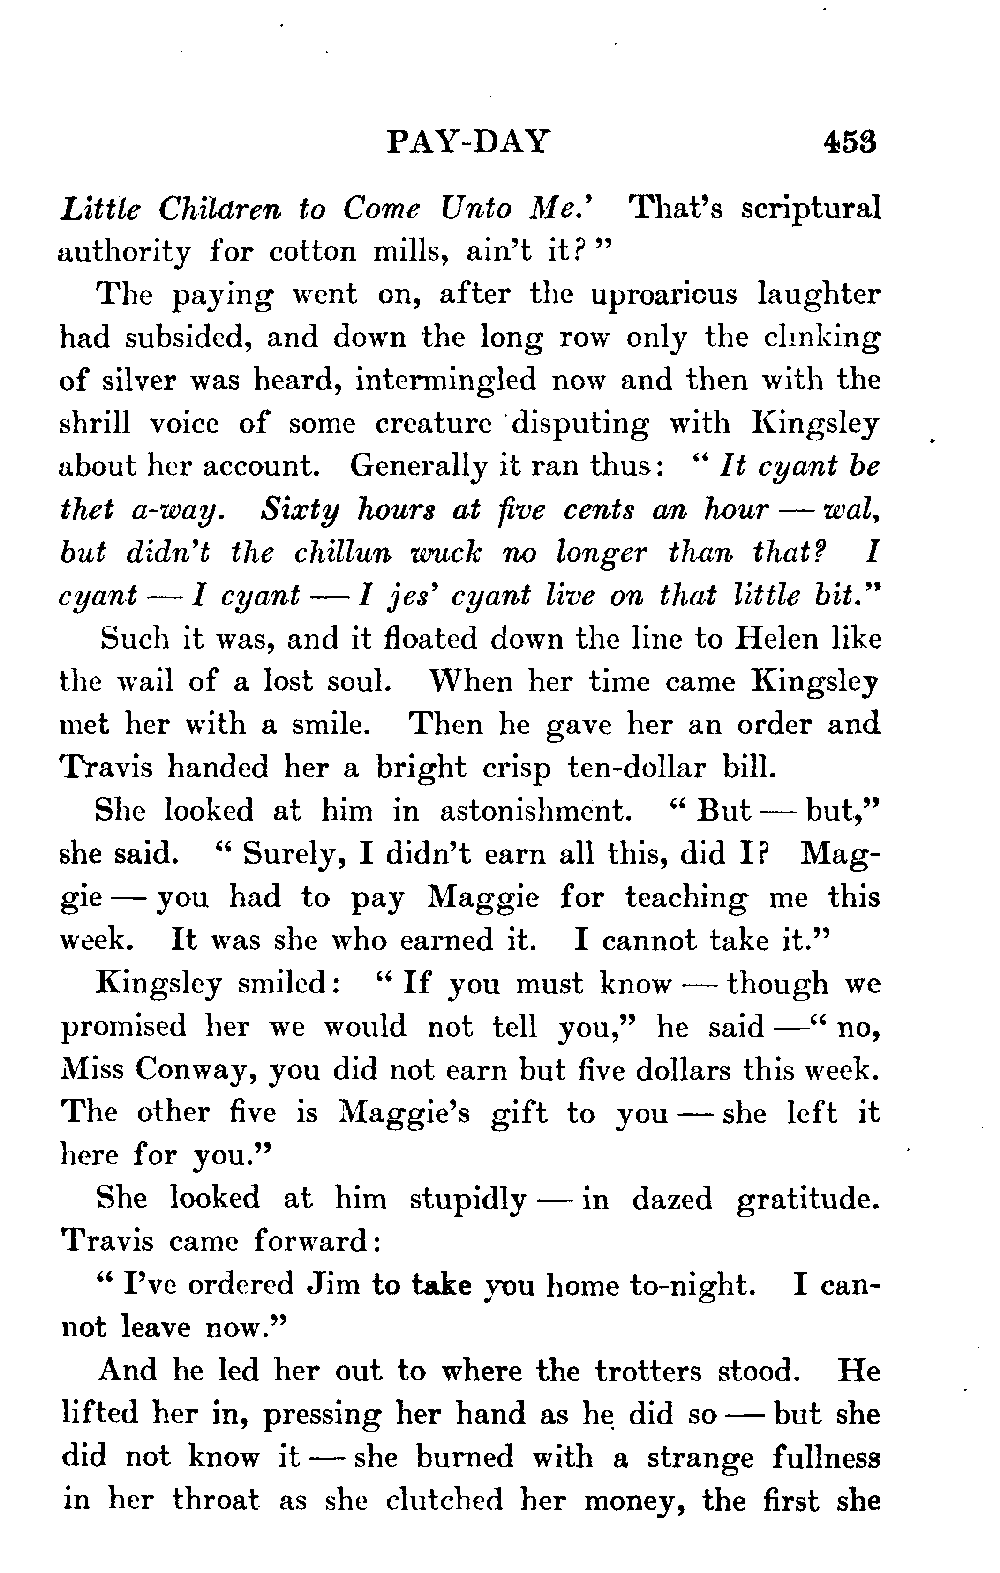 PAY-DAY 453
Little Children to Come Unto Me.’ That’s scriptural
authority for cotton mills, ain’t it?”
The paying went on, after the uproarious laughter
had subsided, and down the long row only the clinking
of silver was heard, intermingled now and then with the
shrill voice of some creature disputing with Kingsley
about her account. Generally it ran thus: “It cyant be
thet a-way. Sixty hours at five cents an hour — wal,
but didn’t the chillun wuck no longer than that? I
cyant — I cyant — I jes’ cyant live on that little bit.”
Such it was, and it floated down the line to Helen like
the wail of a lost soul. When her time came Kingsley
met her with a smile. Then he gave her an order and
Travis handed her a bright crisp ten-dollar bill.
She looked at him in astonishment. “But — but,”
she said. “Surely, I didn’t earn all this, did I? Mag-
gie — you had to pay Maggie for teaching me this
week. It was she who earned it. I cannot take it.”
Kingsley smiled: “If you must know — though we
promised her we would not tell you,” he said —“no,
Miss Conway, you did not earn but five dollars this week.
The other five is Maggie’s gift to you — she left it
here for you.”
She looked at him stupidly — in dazed gratitude.
Travis came forward:
“I’ve ordered Jim to take you home to-night. I can-
not leave now.”
And he led her out to where the trotters stood. He
lifted her in, pressing her hand as he did so — but she
did not know it — she burned with a strange fullness
in her throat as she clutched her money, the first she